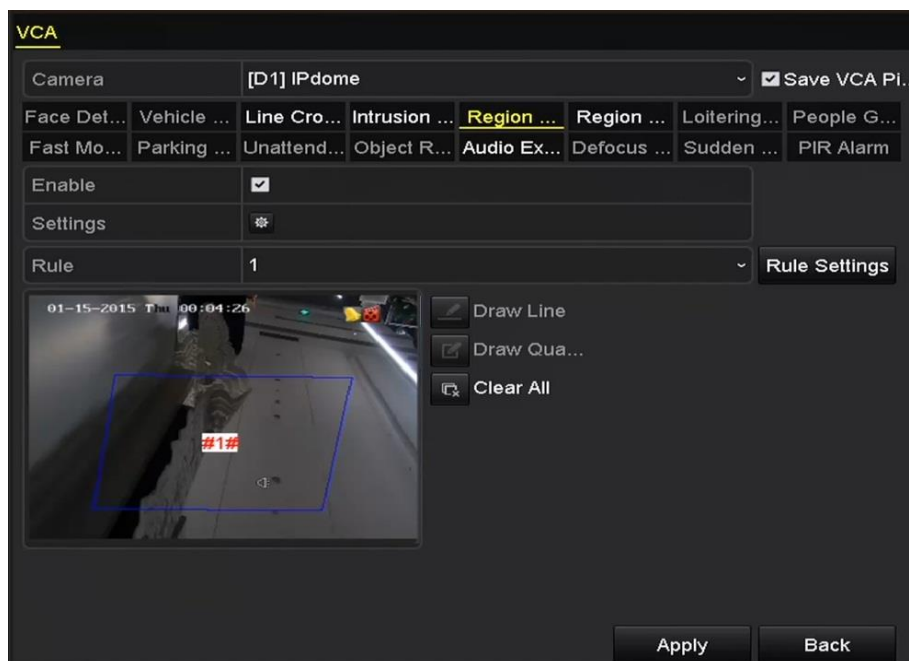 VCA
Camera [D1] IPdome Save VCA Pi..
Face Det... Vehicle ... Line Cro... Intrusion ... Region ... Region ... Loitering... People G...
Fast Mo... Parking ... Unattend... Object R... Audio Ex... Defocus ... Sudden ... PIR Alarm
Enable
Settings
Rule 1 Rule Settings
01-15-2015 Thu 00:04:26
Draw Line
Draw Qua...
Clear All
#1#
Apply Back